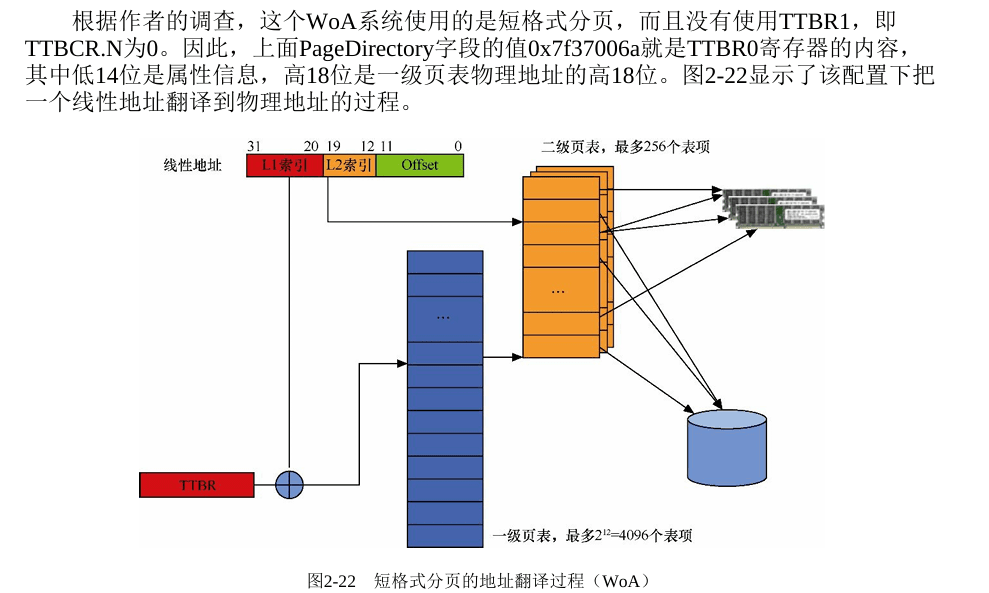 根据作者的调查，这个WoA系统使用的是短格式分页，而且没有使用TTBR1，即
TTBCR.N为0。因此，上面PageDirectory字段的值0x7f37006a就是TTBR0寄存器的内容，
其中低14位是属性信息，高18位是一级页表物理地址的高18位。图2-22显示了该配置下把
一个线性地址翻译到物理地址的过程。
31 20 19 12 11 0
线性地址 L1索引 L2索引 Offset
二级页表，最多256个表项
...
...
TTBR
一级页表，最多2¹²=4096个表项
图2-22 短格式分页的地址翻译过程（WoA）